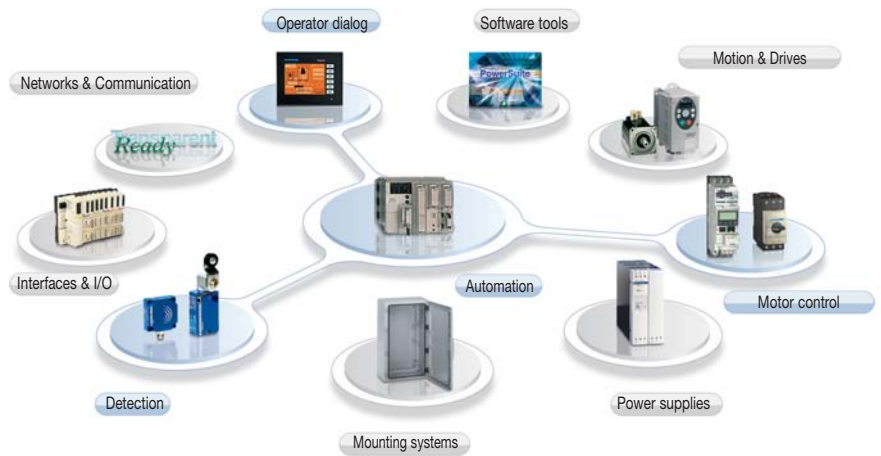 Operator dialog
Software tools
Motion & Drives
Networks & Communication
PowerSuite
Transparent
Ready
Interfaces & I/O
Automation
Motor control
Detection
Power supplies
Mounting systems